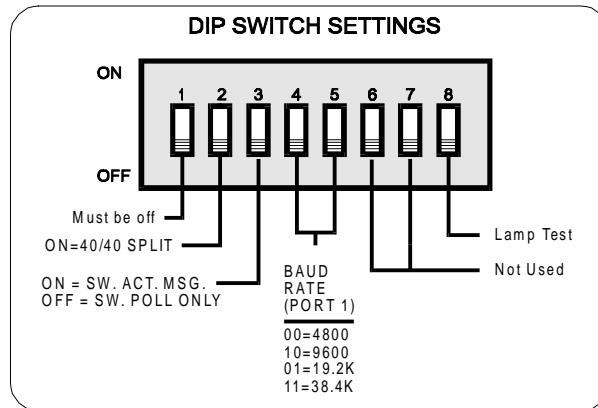 DIP SWITCH SETTINGS
ON
1 2 3 4 5 6 7 8
OFF
Must be off
ON=40/40 SPLIT
ON = SW. ACT. MSG.
OFF = SW. POLL ONLY
BAUD
RATE
(PORT 1)
00=4800
10=9600
01=19.2K
11=38.4K
Lamp Test
Not Used